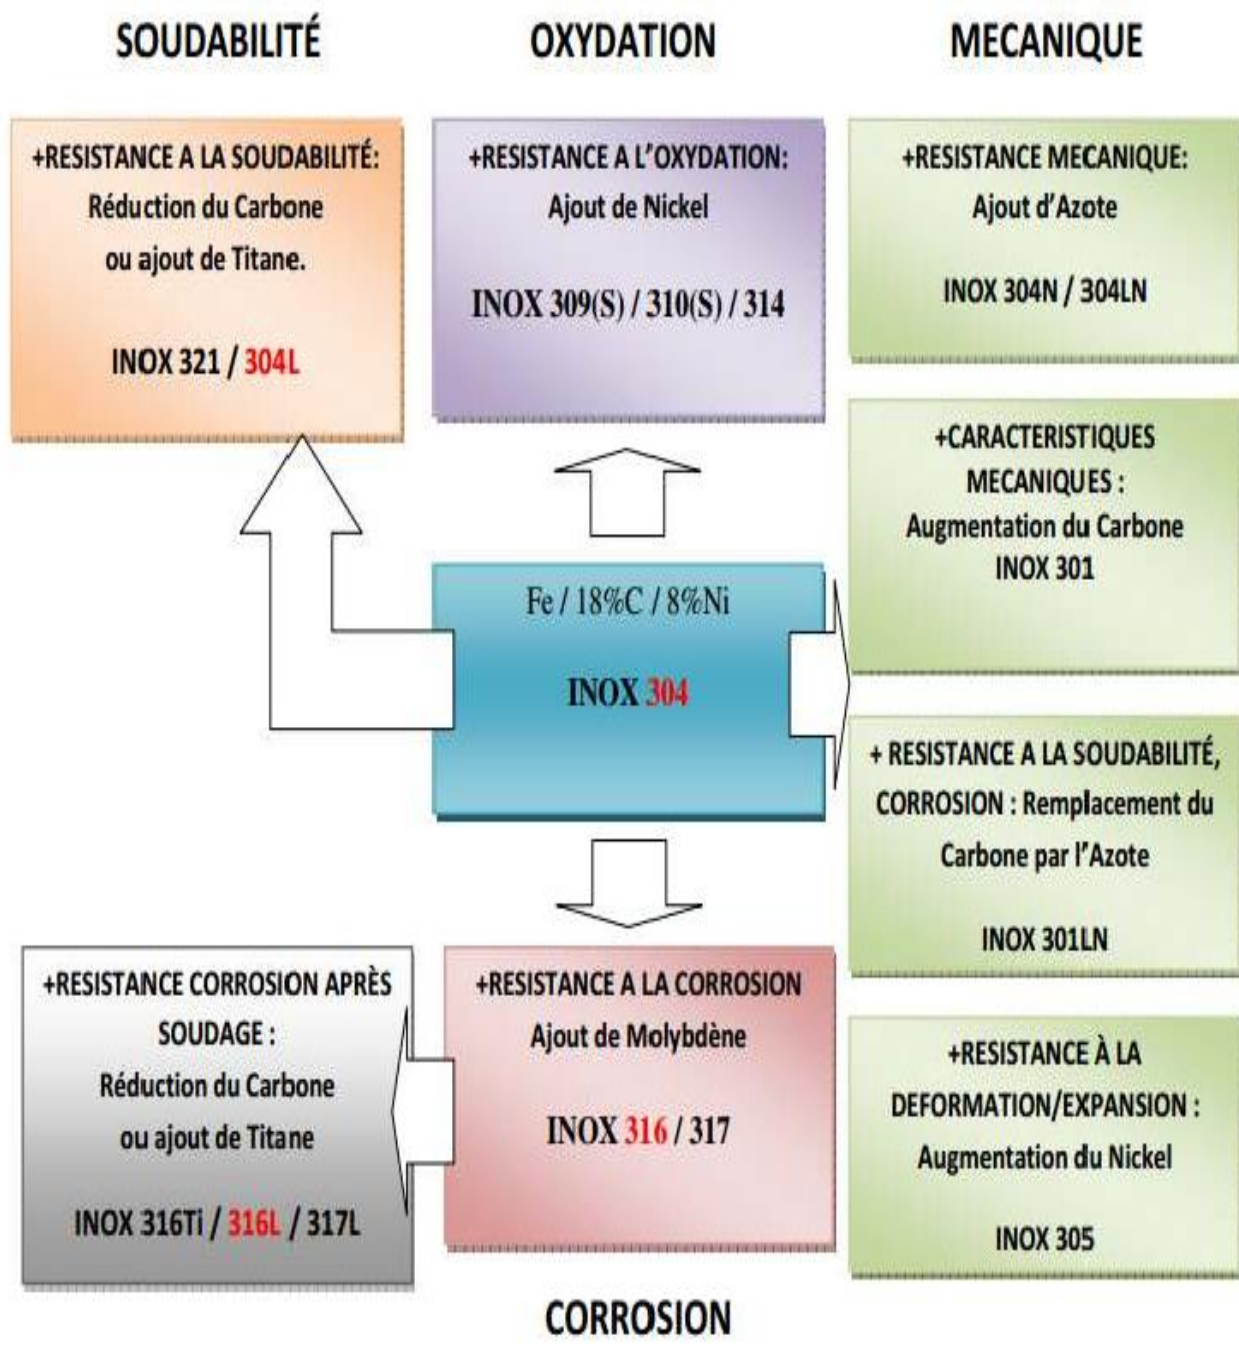 SOUDABILITÉ
OXYDATION
MECANIQUE
+RESISTANCE A LA SOUDABILITÉ:
Réduction du Carbone
ou ajout de Titane.
INOX 321 / 304L
+RESISTANCE A L’OXYDATION:
Ajout de Nickel
INOX 309(S) / 310(S) / 314
+RESISTANCE MECANIQUE:
Ajout d’Azote
INOX 304N / 304LN
+CARACTERISTIQUES
MECANIQUES :
Augmentation du Carbone
INOX 301
Fe / 18%C / 8%Ni
INOX 304
+ RESISTANCE A LA SOUDABILITÉ,
CORROSION : Remplacement du
Carbone par l’Azote
INOX 301LN
+RESISTANCE CORROSION APRÈS
SOUDAGE :
Réduction du Carbone
ou ajout de Titane
INOX 316Ti / 316L / 317L
+RESISTANCE A LA CORROSION
Ajout de Molybdène
INOX 316 / 317
+RESISTANCE À LA
DEFORMATION/EXPANSION :
Augmentation du Nickel
INOX 305
CORROSION